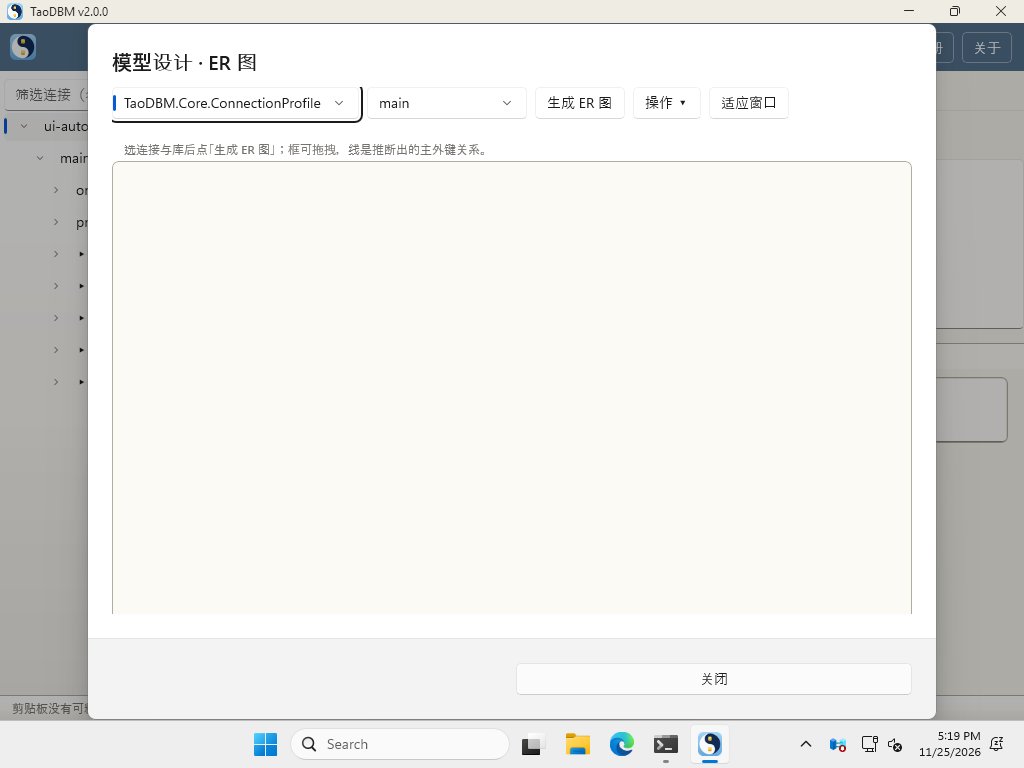 TaoDBM v2.0.0
册
关于
模型设计 · ER 图
TaoDBM.Core.ConnectionProfile
main
生成 ER 图
操作 ▾
适应窗口
选连接与库后点「生成 ER 图」；框可拖拽，线是推断出的主外键关系。
筛选连接
ui-auto
main
or
pr
关闭
剪贴板没有可
Search
5:19 PM
11/25/2026